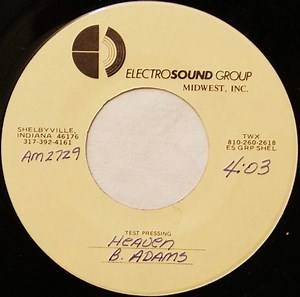 ELECTROSOUND GROUP
MIDWEST, INC.
SHELBYVILLE,
INDIANA 46176
317-392-4161
TWX
810-260-2618
ES GRP SHEL
AM2729
4:03
TEST PRESSING
HEAVEN
B. ADAMS